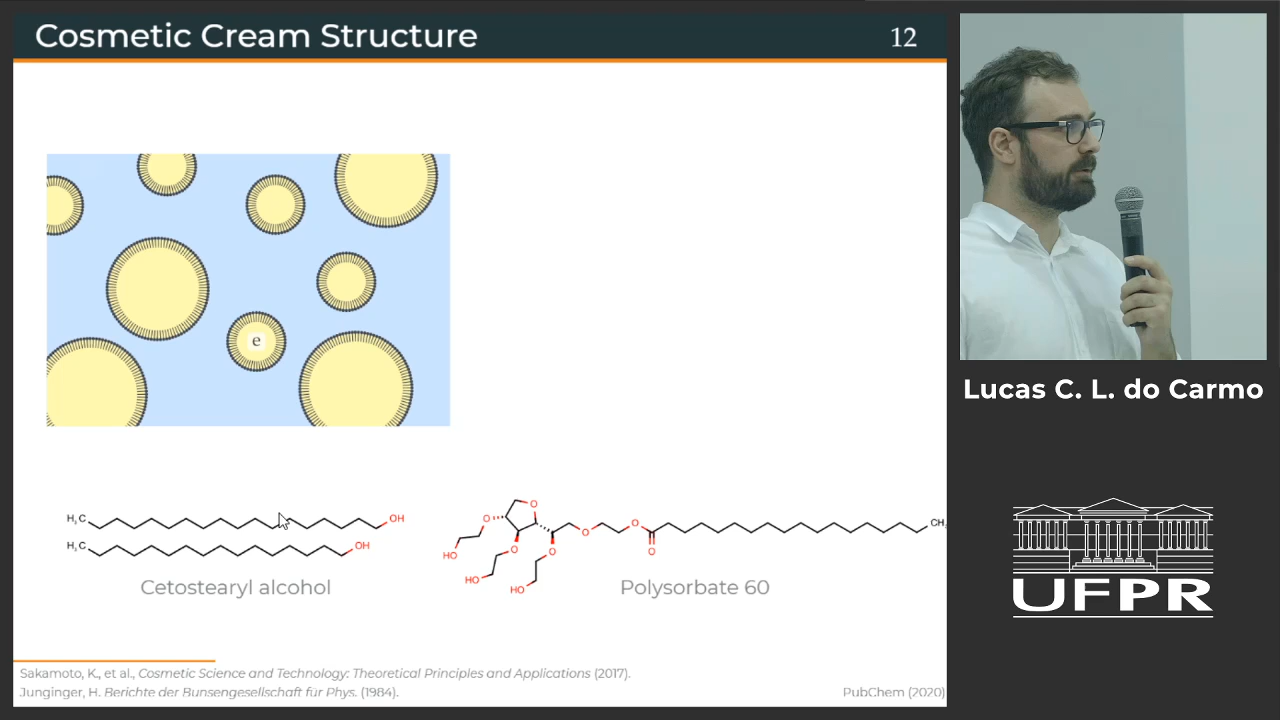 Cosmetic Cream Structure
12
e
H₃C
OH
H₃C
OH
Cetostearyl alcohol
O
O
HO
O
HO
O
HO
O
O
O
CH
Polysorbate 60
Sakamoto, K., et al., Cosmetic Science and Technology: Theoretical Principles and Applications (2017).
Junginger, H. Berichte der Bunsengesellschaft für Phys. (1984).
PubChem (2020)
Lucas C. L. do Carmo
UFPR